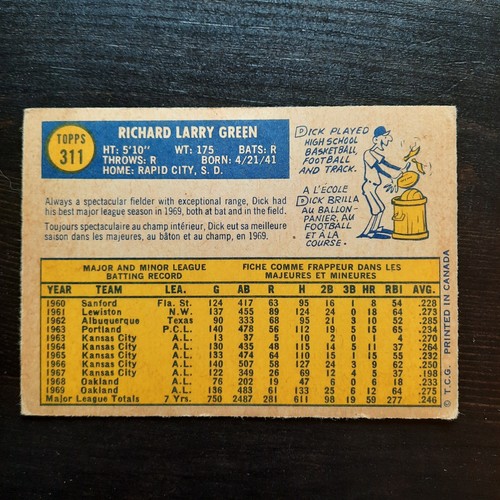 TOPPS
311
RICHARD LARRY GREEN
HT: 5'10" WT: 175 BATS: R
THROWS: R BORN: 4/21/41
HOME: RAPID CITY, S. D.
Always a spectacular fielder with exceptional range, Dick had
his best major league season in 1969, both at bat and in the field.
Toujours spectaculaire au champ intérieur, Dick eut sa meilleure
saison dans les majeures, au bâton et au champ, en 1969.
DICK PLAYED
HIGH SCHOOL
BASKETBALL,
FOOTBALL
AND TRACK.
A L'ÉCOLE
DICK BRILLA
AU BALLON-
PANIER, AU
FOOTBALL
ET A LA
COURSE.
MAJOR AND MINOR LEAGUE
BATTING RECORD
FICHE COMME FRAPPEUR DANS LES
MAJEURES ET MINEURES
YEAR TEAM LEA. G AB R H 2B 3B HR RBI AVG.
1960 Sanford Fla. St. 124 417 63 95 16 1 8 54 .228
1961 Lewiston N.W. 137 455 89 124 24 0 18 64 .273
1962 Albuquerque Texas 90 333 68 95 23 8 10 52 .285
1963 Portland P.C.L. 140 478 56 112 19 5 15 65 .234
1963 Kansas City A.L. 13 37 5 10 2 0 1 4 .270
1964 Kansas City A.L. 130 435 48 115 14 5 11 37 .264
1965 Kansas City A.L. 133 474 64 110 15 1 15 55 .232
1966 Kansas City A.L. 140 507 58 127 24 3 9 62 .250
1967 Kansas City A.L. 122 349 26 69 12 4 5 37 .198
1968 Oakland A.L. 76 202 19 47 6 0 6 18 .233
1969 Oakland A.L. 136 483 61 133 25 6 12 64 .275
Major League Totals 7 Yrs. 750 2487 281 611 98 19 59 277 .246
© T.C.G. PRINTED IN CANADA